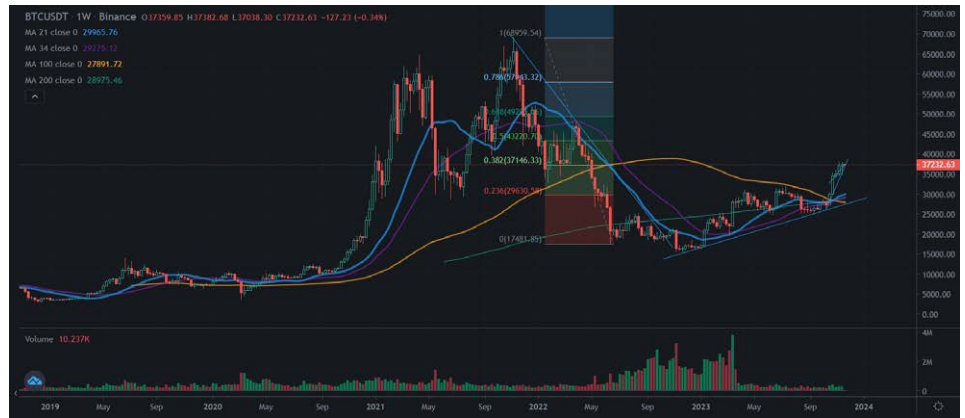 BTCUSDT · 1W · Binance O37359.85 H37382.68 L37038.30 C37232.63 −127.23 (−0.34%)
MA 21 close 0 29965.76
MA 34 close 0 29275.12
MA 100 close 0 27891.72
MA 200 close 0 28975.46
75000.00
70000.00
65000.00
60000.00
55000.00
50000.00
45000.00
40000.00
37232.63
35000.00
30000.00
25000.00
20000.00
15000.00
10000.00
5000.00
0.00
1(68959.54)
0.382(37146.33)
0.236(29630.58)
0(17481.85)
Volume 10.237K
4M
2M
0
2019 May Sep 2020 May Sep 2021 May Sep 2022 May Sep 2023 May Sep 2024